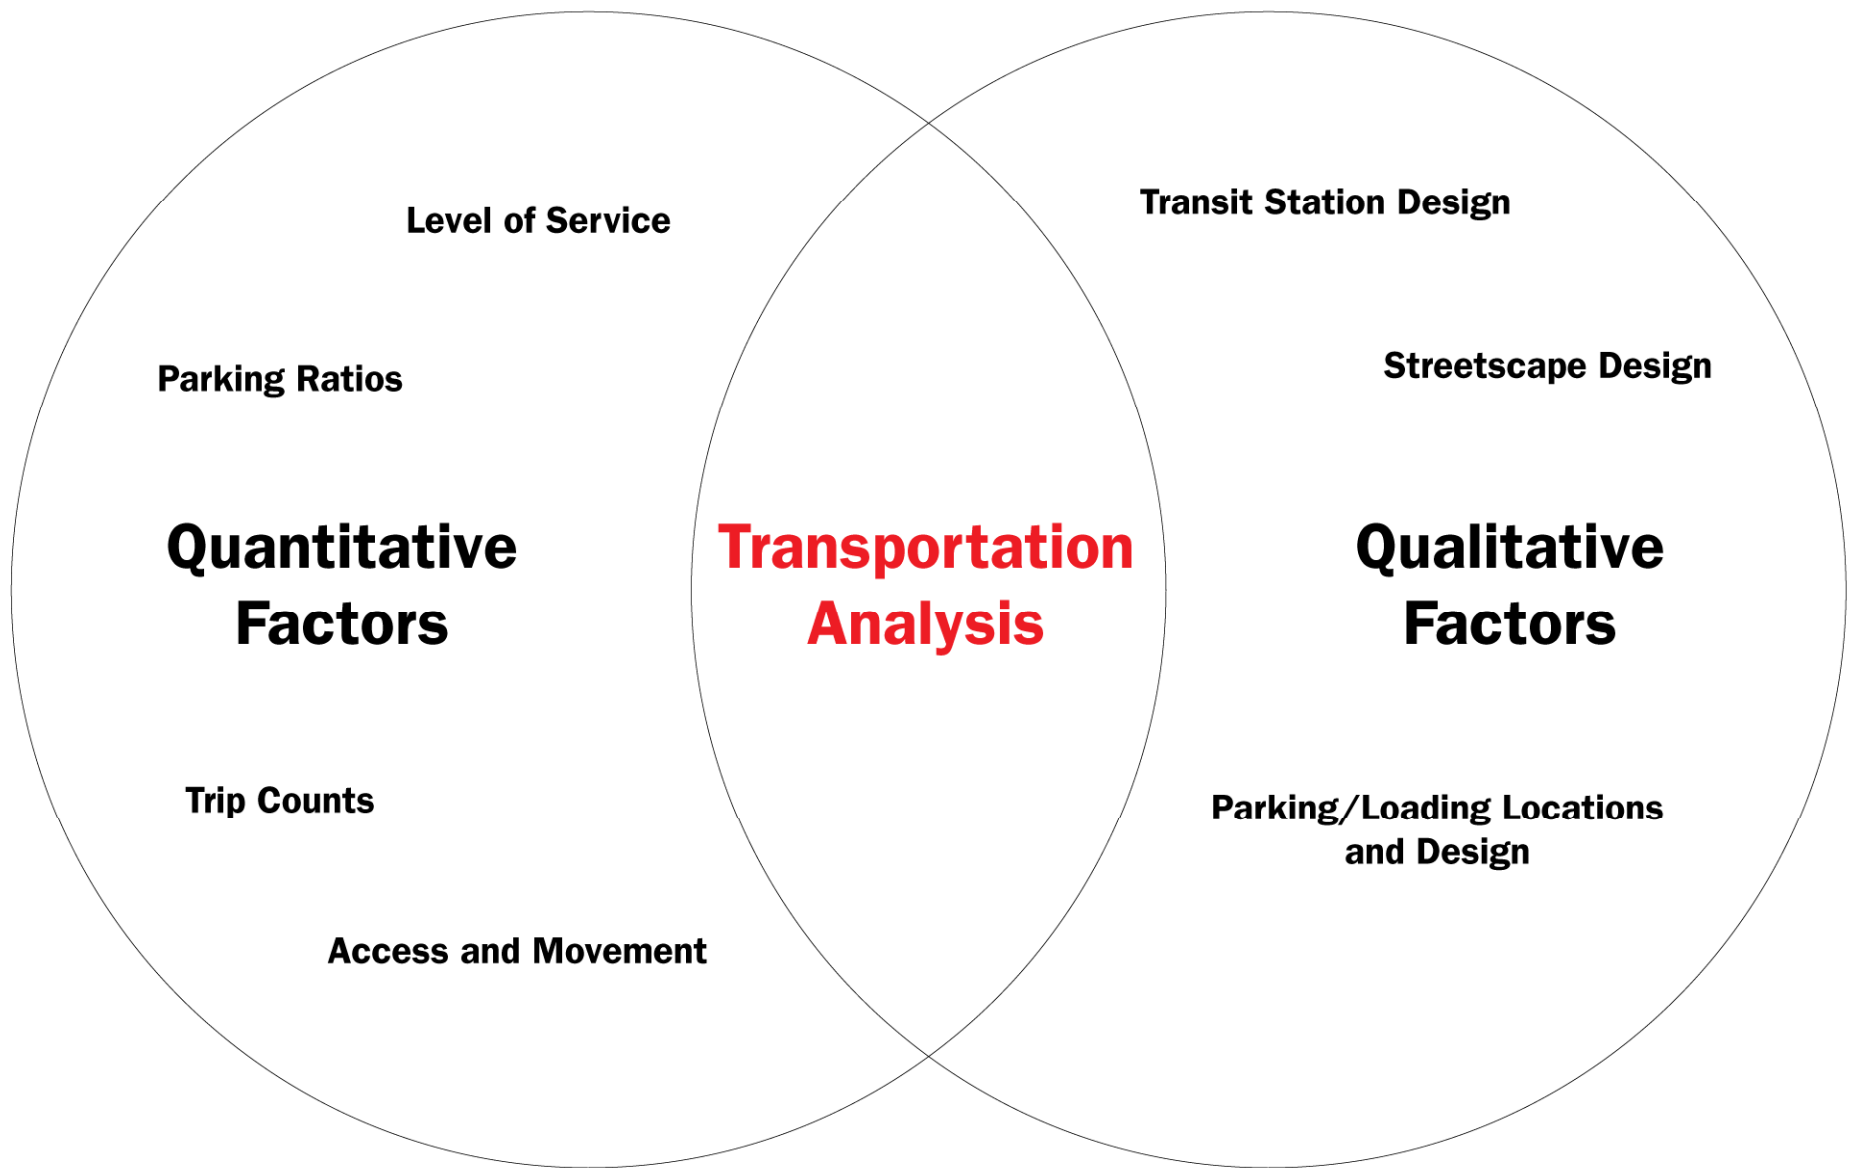 Level of Service
Parking Ratios
Quantitative
Factors
Trip Counts
Access and Movement
Transportation
Analysis
Transit Station Design
Streetscape Design
Qualitative
Factors
Parking/Loading Locations
and Design